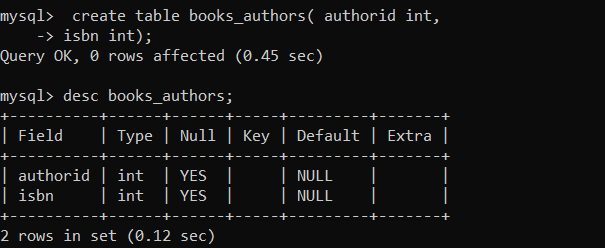 mysql>  create table books_authors( authorid int,
    -> isbn int);
Query OK, 0 rows affected (0.45 sec)
mysql> desc books_authors;
+----------+------+------+-----+---------+-------+
| Field    | Type | Null | Key | Default | Extra |
+----------+------+------+-----+---------+-------+
| authorid | int  | YES  |     | NULL    |       |
| isbn     | int  | YES  |     | NULL    |       |
+----------+------+------+-----+---------+-------+
2 rows in set (0.12 sec)